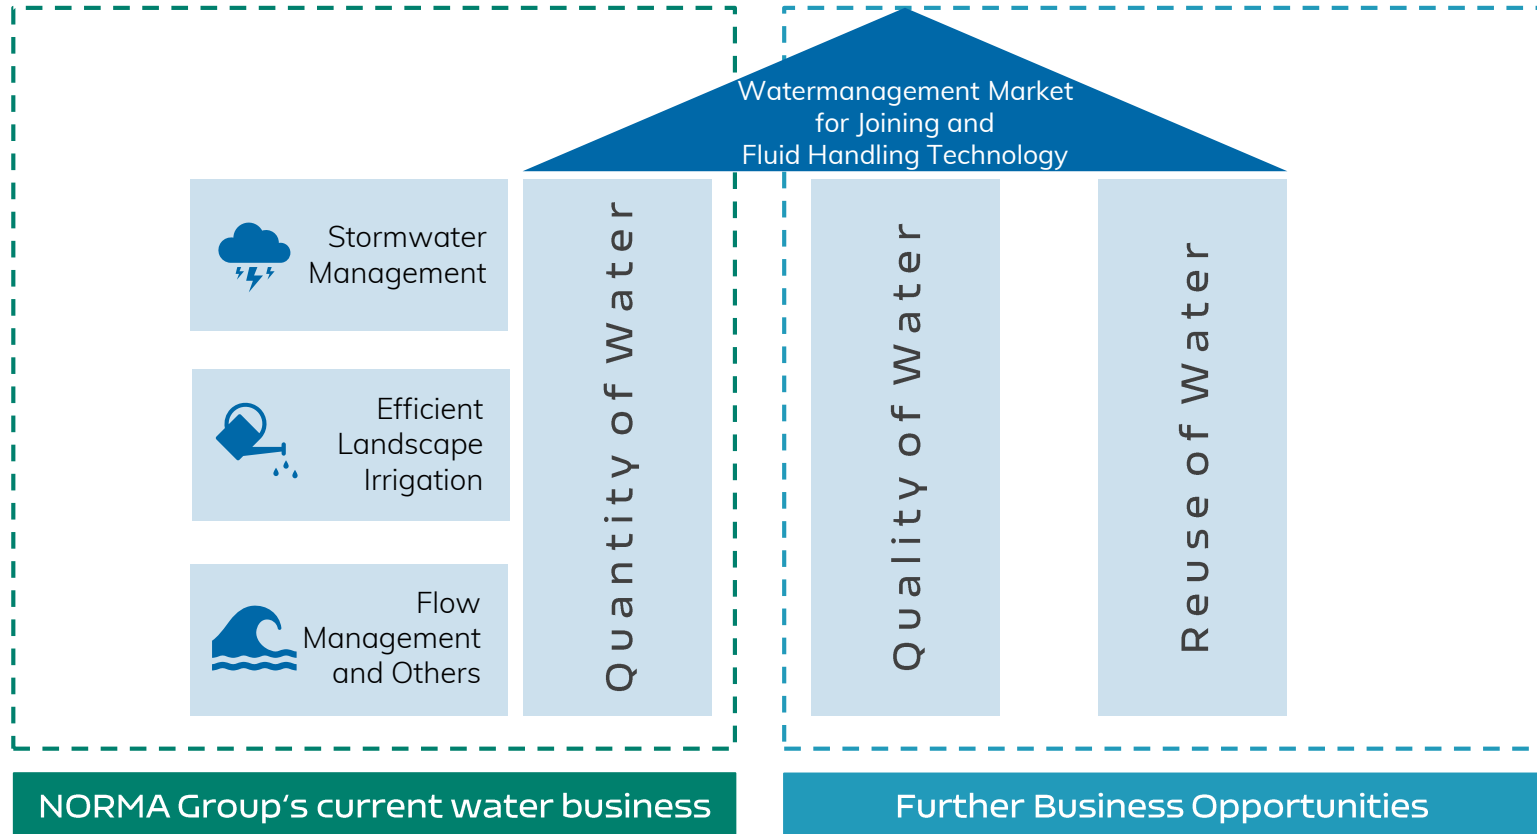 Watermanagement Market
for Joining and
Fluid Handling Technology
Stormwater
Management
Efficient
Landscape
Irrigation
Flow
Management
and Others
Quantity of Water
Quality of Water
Reuse of Water
NORMA Group‘s current water business
Further Business Opportunities